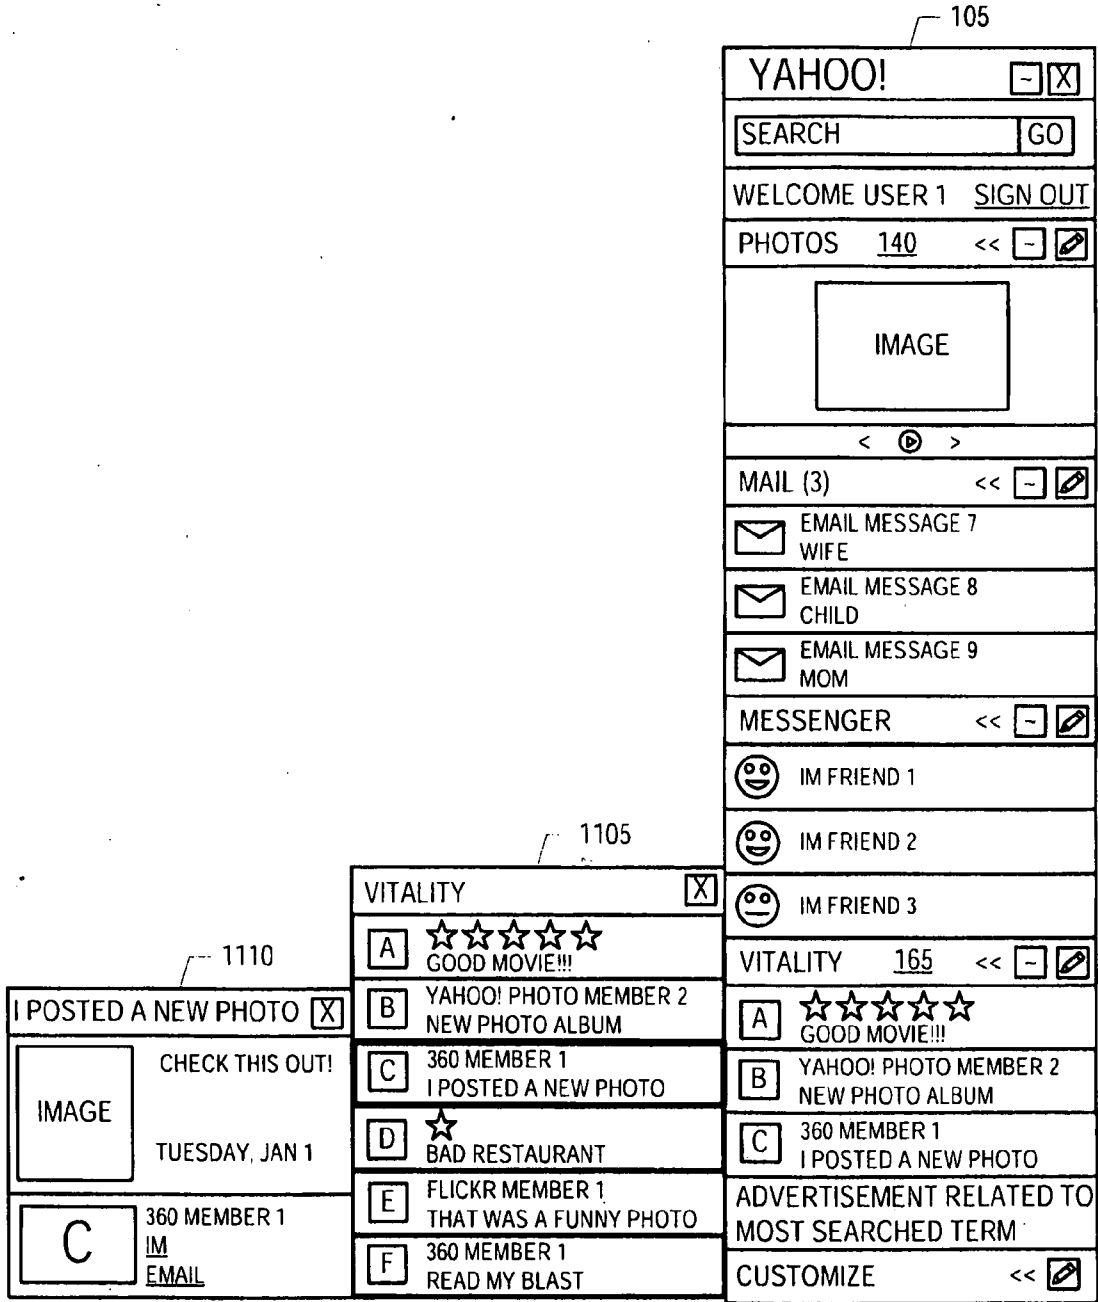 105
YAHOO! ~ X
SEARCH GO
WELCOME USER 1 SIGN OUT
PHOTOS 140 << ~
IMAGE
< >
MAIL (3) << ~
EMAIL MESSAGE 7
WIFE
EMAIL MESSAGE 8
CHILD
EMAIL MESSAGE 9
MOM
MESSENGER << ~
IM FRIEND 1
IM FRIEND 2
IM FRIEND 3
VITALITY 165 << ~
A
GOOD MOVIE!!!
B YAHOO! PHOTO MEMBER 2
NEW PHOTO ALBUM
C 360 MEMBER 1
I POSTED A NEW PHOTO
ADVERTISEMENT RELATED TO
MOST SEARCHED TERM
CUSTOMIZE <<
1105
VITALITY X
A
GOOD MOVIE!!!
B YAHOO! PHOTO MEMBER 2
NEW PHOTO ALBUM
C 360 MEMBER 1
I POSTED A NEW PHOTO
D
BAD RESTAURANT
E FLICKR MEMBER 1
THAT WAS A FUNNY PHOTO
F 360 MEMBER 1
READ MY BLAST
1110
I POSTED A NEW PHOTO X
CHECK THIS OUT!
IMAGE
TUESDAY, JAN 1
C 360 MEMBER 1
IM
EMAIL